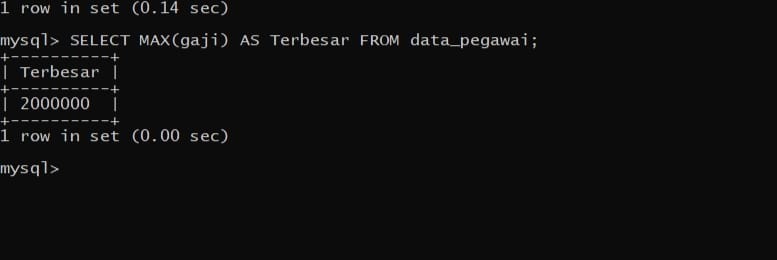 1 row in set (0.14 sec)
mysql> SELECT MAX(gaji) AS Terbesar FROM data_pegawai;
+----------+
| Terbesar |
+----------+
| 2000000  |
+----------+
1 row in set (0.00 sec)
mysql>